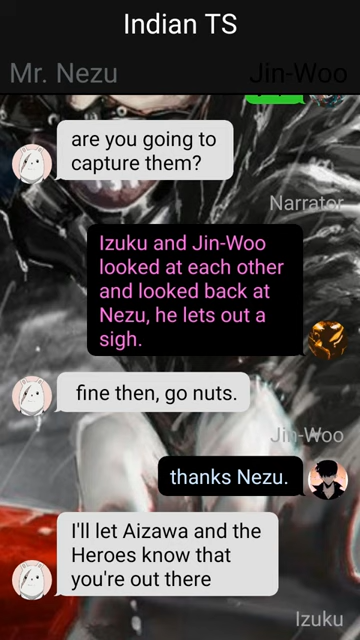 Indian TS
Mr. Nezu
Jin-Woo
are you going to
capture them?
Narrator
Izuku and Jin-Woo
looked at each other
and looked back at
Nezu, he lets out a
sigh.
fine then, go nuts.
Jin-Woo
thanks Nezu.
I'll let Aizawa and the
Heroes know that
you're out there
Izuku